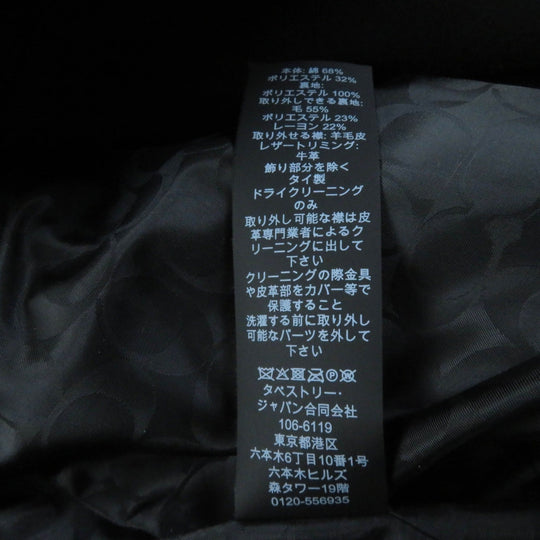 本体: 綿 68%
ポリエステル 32%
裏地:
ポリエステル 100%
取り外しできる裏地:
毛 55%
ポリエステル 23%
レーヨン 22%
取り外せる襟: 羊毛皮
レザートリミング:
牛革
飾り部分を除く
タイ製
ドライクリーニング
のみ
取り外し可能な襟は皮
革専門業者によるク
リーニングに出して
下さい
クリーニングの際金具
や皮革部をカバー等で
保護すること
洗濯する前に取り外し
可能なパーツを外して
下さい
タペストリー・
ジャパン合同会社
106-6119
東京都港区
六本木6丁目10番1号
六本木ヒルズ
森タワー19階
0120-556935